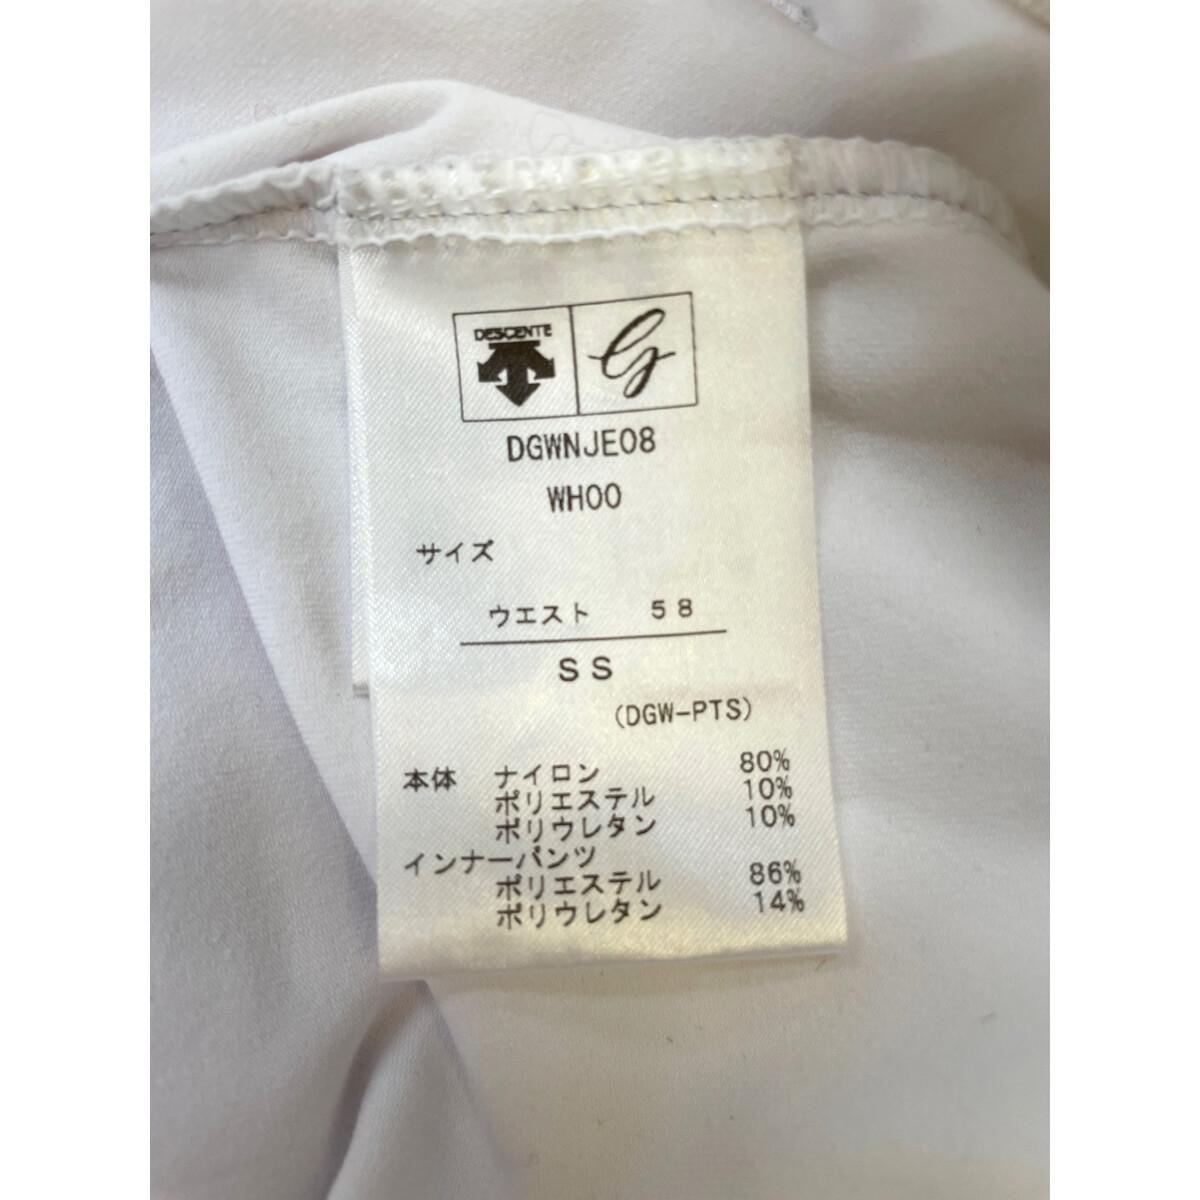 DESCENTE
G
DGWNJE08
WH00
サイズ
ウエスト 58
SS
(DGW-PTS)
本体 ナイロン 80%
ポリエステル 10%
ポリウレタン 10%
インナーパンツ
ポリエステル 86%
ポリウレタン 14%